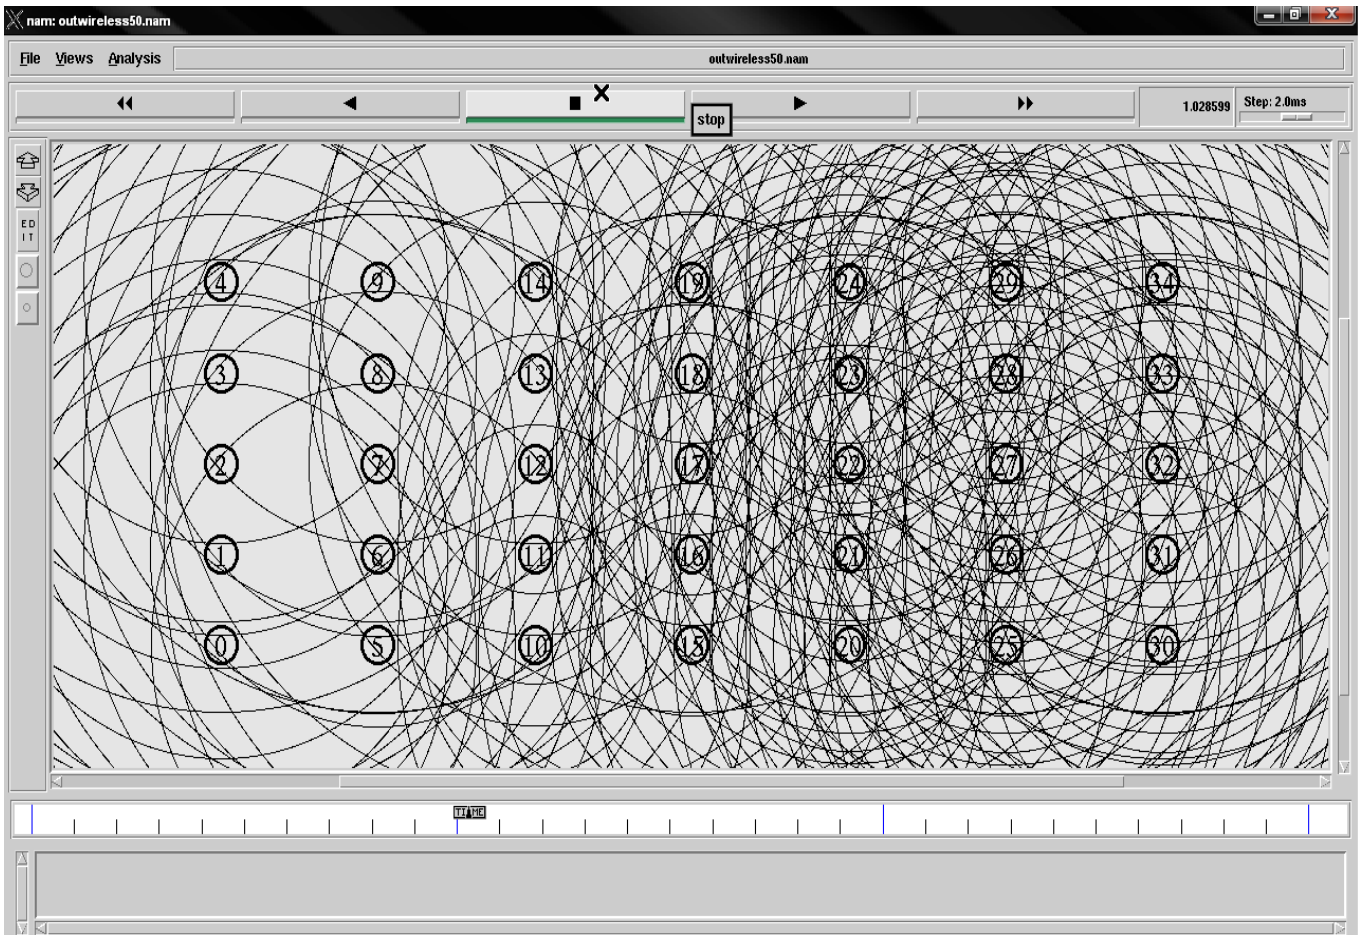 nam: outwireless50.nam
File Views Analysis outwireless50.nam
1.028599 Step: 2.0ms
stop
ED
IT
4 9 14 19 24 29 34
3 8 13 18 23 28 33
2 7 12 17 22 27 32
1 6 11 16 21 26 31
0 5 10 15 20 25 30
TIME